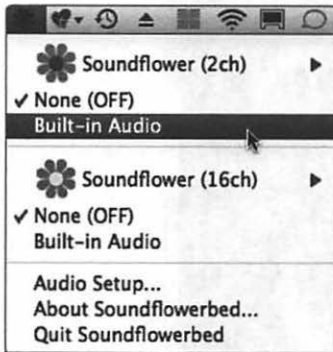 Soundflower (2ch)
✓ None (OFF)
Built-in Audio
Soundflower (16ch)
✓ None (OFF)
Built-in Audio
Audio Setup...
About Soundflowerbed...
Quit Soundflowerbed